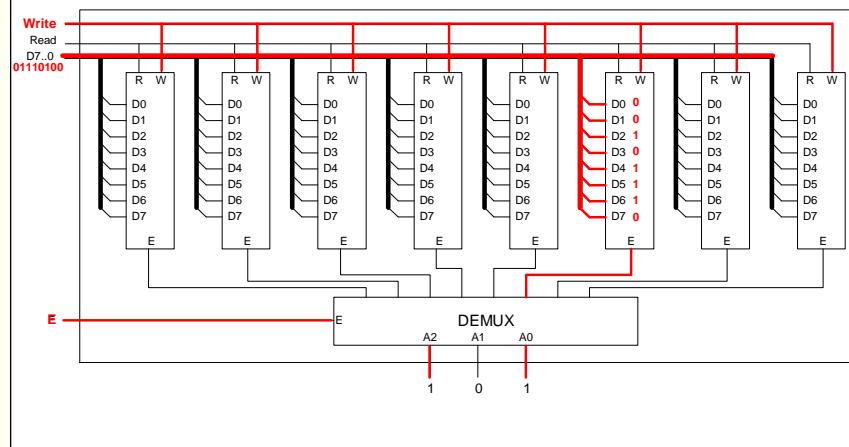 Write
Read
D7..0
01110100
R W R W R W R W R W R W R W R W
D0 D0 D0 D0 D0 D0 0 D0 D0
D1 D1 D1 D1 D1 D1 0 D1 D1
D2 D2 D2 D2 D2 D2 1 D2 D2
D3 D3 D3 D3 D3 D3 0 D3 D3
D4 D4 D4 D4 D4 D4 1 D4 D4
D5 D5 D5 D5 D5 D5 1 D5 D5
D6 D6 D6 D6 D6 D6 1 D6 D6
D7 D7 D7 D7 D7 D7 0 D7 D7
E E E E E E E E
E E DEMUX
A2 A1 A0
1 0 1